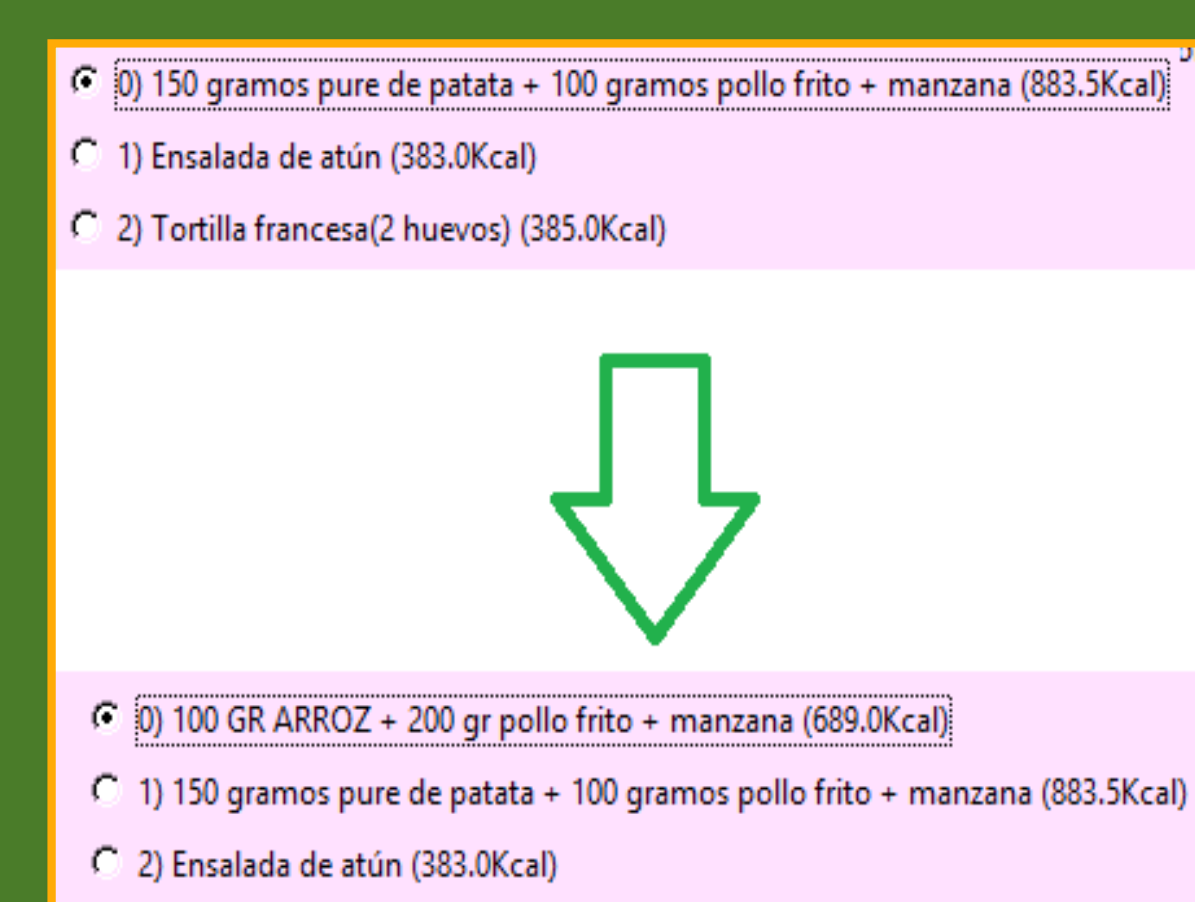 0) 150 gramos pure de patata + 100 gramos pollo frito + manzana (883.5Kcal)
1) Ensalada de atún (383.0Kcal)
2) Tortilla francesa(2 huevos) (385.0Kcal)
0) 100 GR ARROZ + 200 gr pollo frito + manzana (689.0Kcal)
1) 150 gramos pure de patata + 100 gramos pollo frito + manzana (883.5Kcal)
2) Ensalada de atún (383.0Kcal)